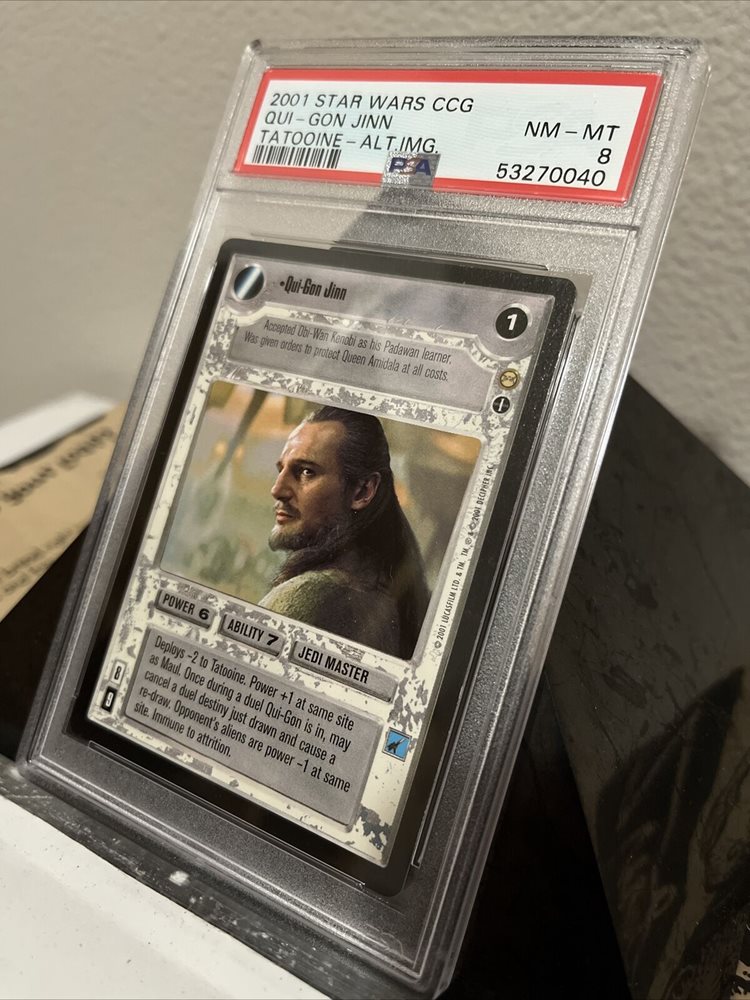 2001 STAR WARS CCG
QUI-GON JINN
NM-MT
TATOOINE-ALT.IMG.
8
PSA
53270040
•Qui-Gon Jinn
1
Accepted Obi-Wan Kenobi as his Padawan learner.
Was given orders to protect Queen Amidala at all costs.
© 2001 LUCASFILM LTD. & TM. TM, ® & © 2001 DECIPHER INC.
POWER 6
ABILITY 7
JEDI MASTER
Deploys -2 to Tatooine. Power +1 at same site
as Maul. Once during a duel Qui-Gon is in, may
cancel a duel destiny just drawn and cause a
re-draw. Opponent's aliens are power -1 at same
site. Immune to attrition.